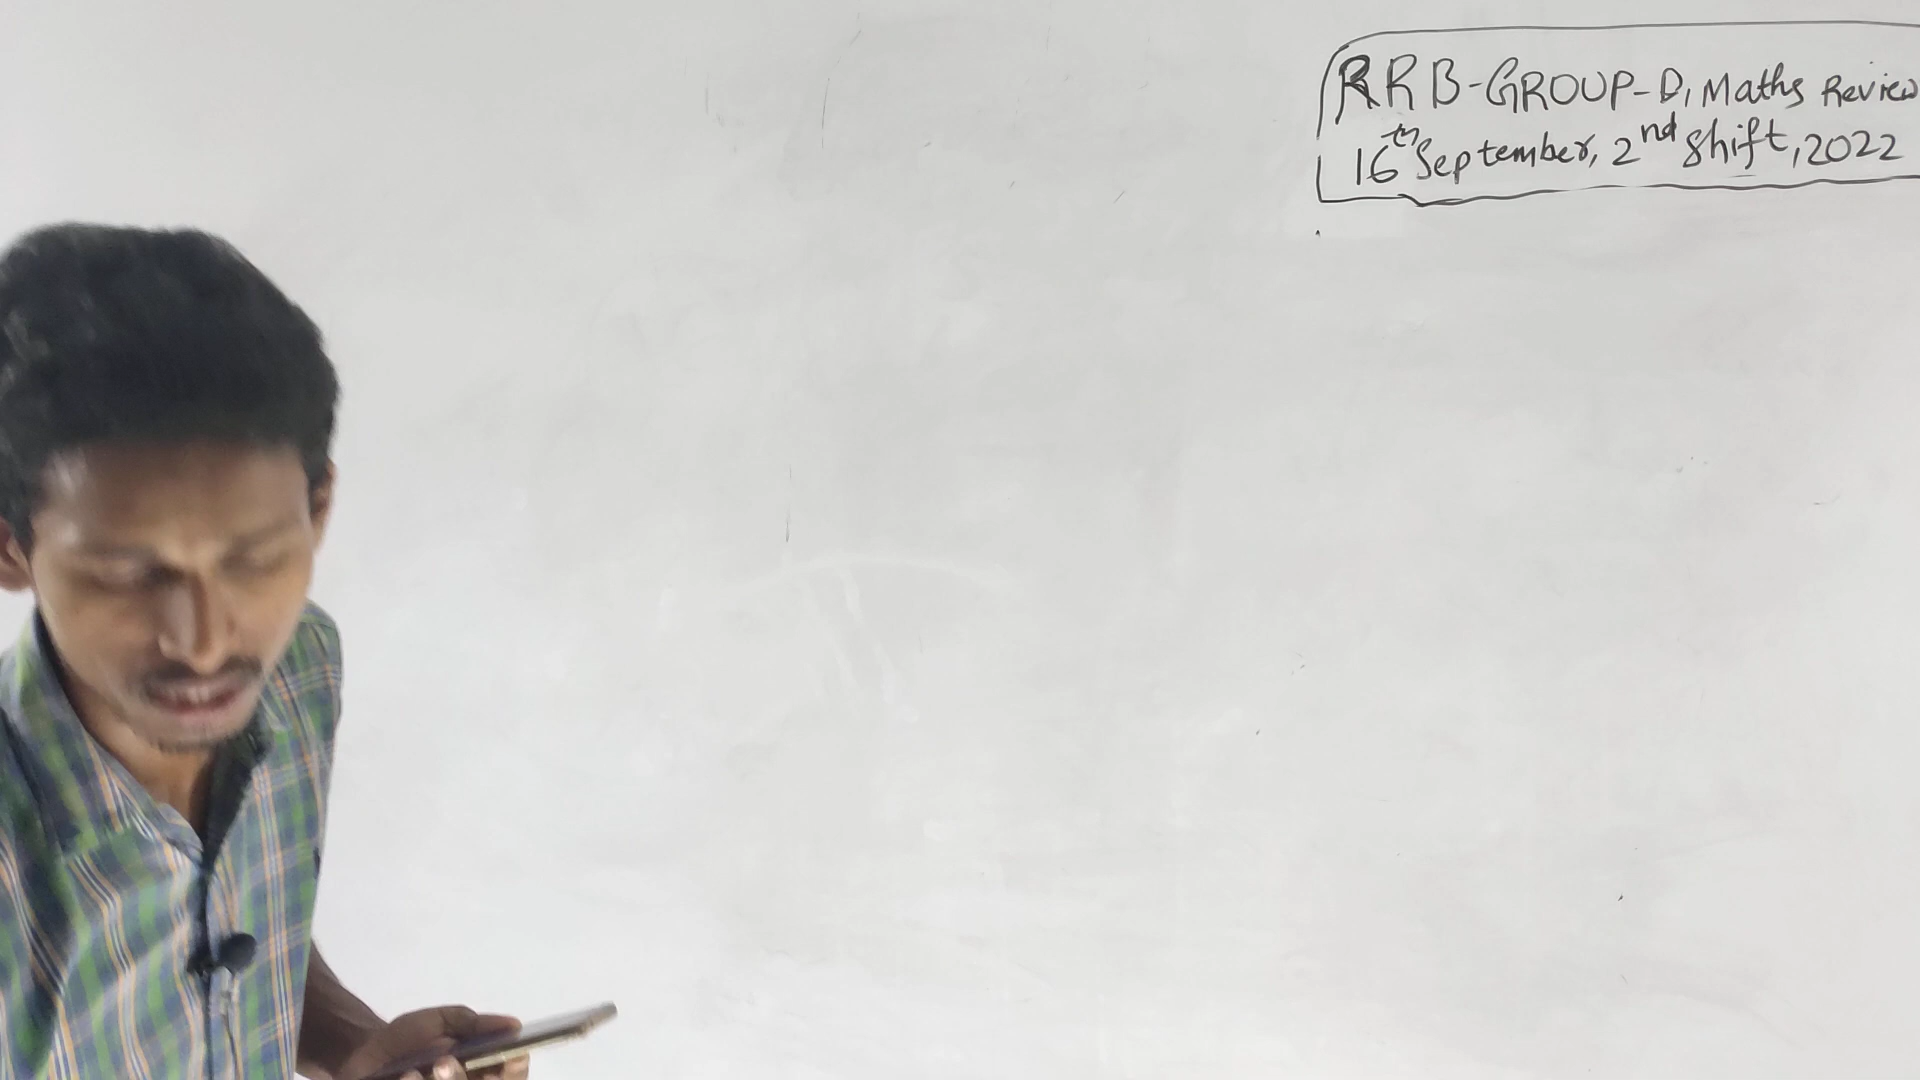 RRB-GROUP-D, Maths Review
16th September, 2nd Shift, 2022